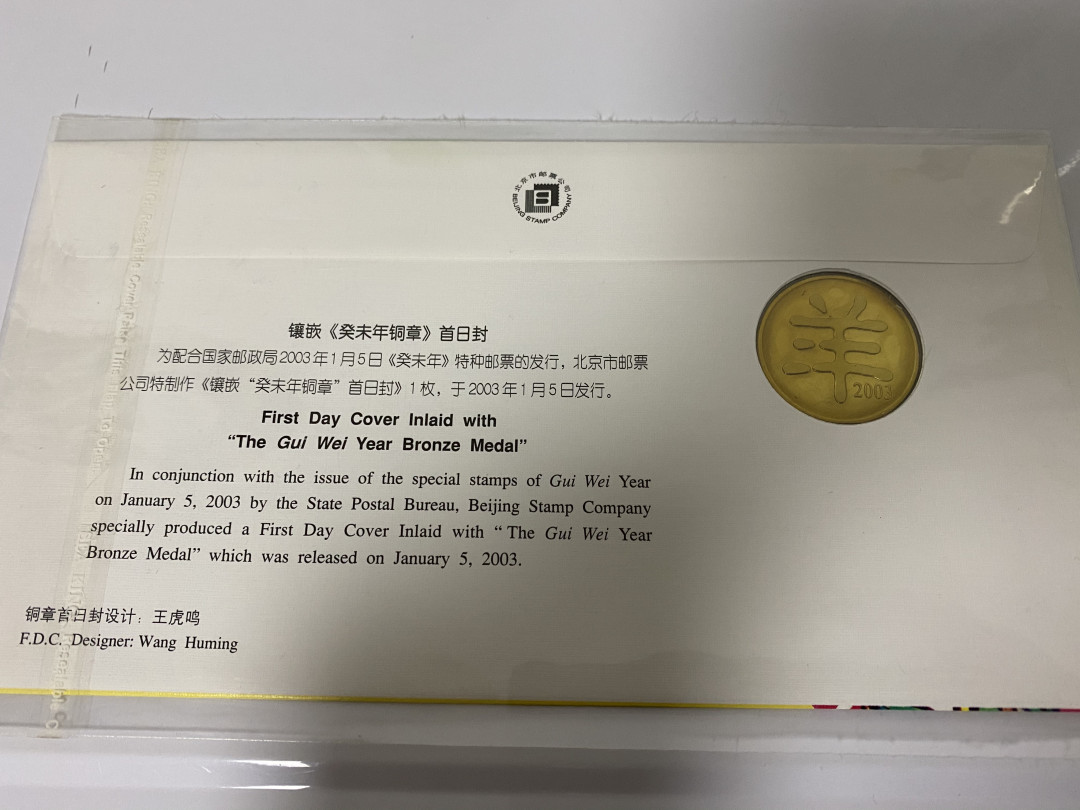 北京市邮票公司
BEIJING STAMP COMPANY
羊
2003
镶嵌《癸未年铜章》首日封
为配合国家邮政局2003年1月5日《癸未年》特种邮票的发行，北京市邮票
公司特制作《镶嵌“癸未年铜章”首日封》1枚，于2003年1月5日发行。
First Day Cover Inlaid with
“The Gui Wei Year Bronze Medal”
In conjunction with the issue of the special stamps of Gui Wei Year
on January 5, 2003 by the State Postal Bureau, Beijing Stamp Company
specially produced a First Day Cover Inlaid with “The Gui Wei Year
Bronze Medal” which was released on January 5, 2003.
铜章首日封设计：王虎鸣
F.D.C. Designer: Wang Huming